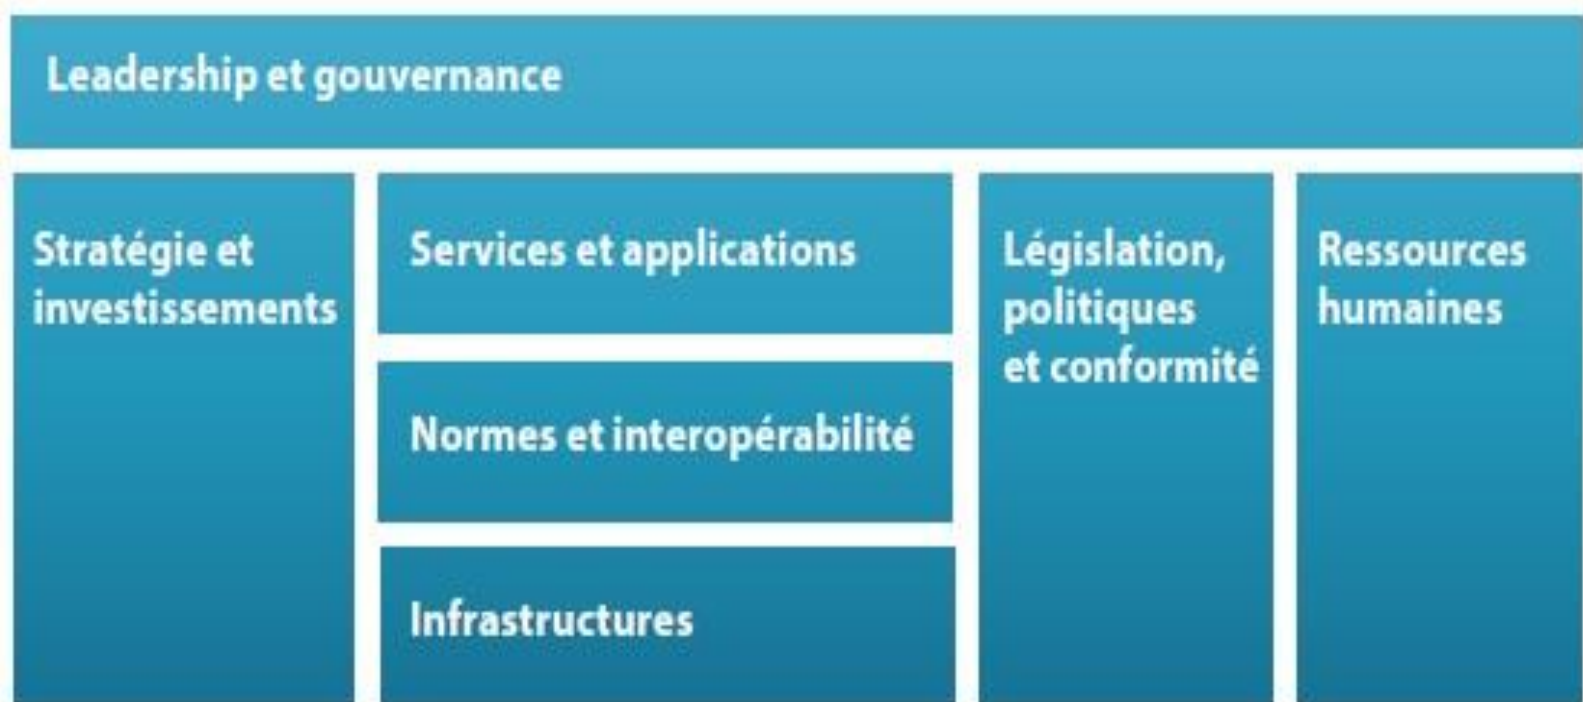 Leadership et gouvernance
Stratégie et
investissements
Services et applications
Normes et interopérabilité
Infrastructures
Législation,
politiques
et conformité
Ressources
humaines